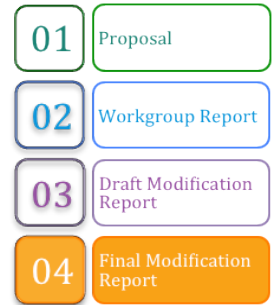 01
Proposal
02
Workgroup Report
03
Draft Modification
Report
04
Final Modification
Report